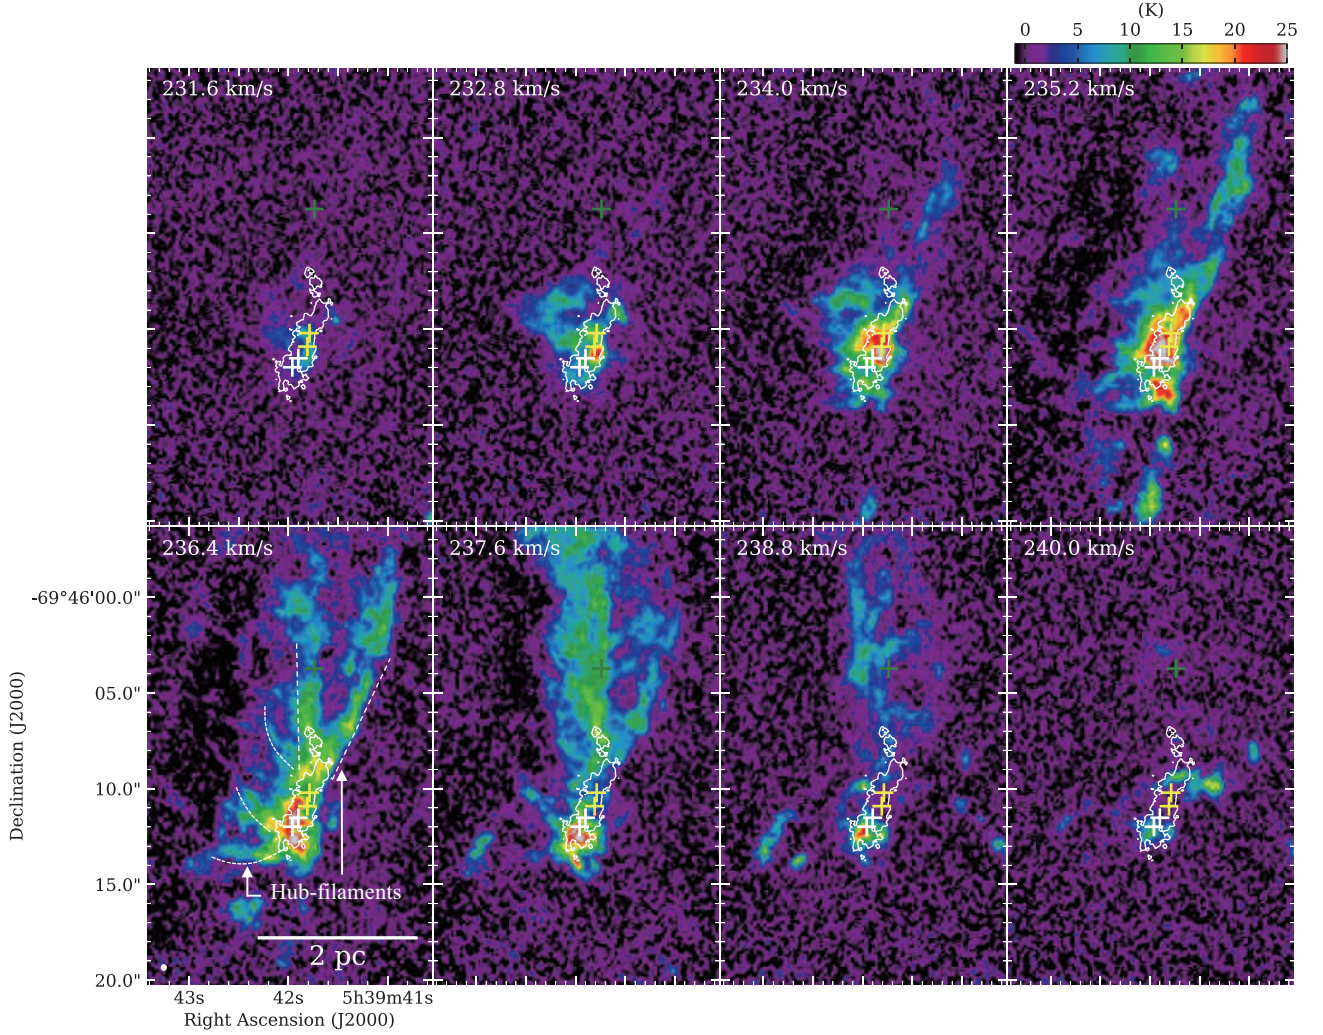 (K)
0 5 10 15 20 25
231.6 km/s
232.8 km/s
234.0 km/s
235.2 km/s
236.4 km/s
237.6 km/s
238.8 km/s
240.0 km/s
-69°46'00.0"
05.0"
10.0"
15.0"
20.0"
Declination (J2000)
Hub-filaments
2 pc
43s 42s 5h39m41s
Right Ascension (J2000)